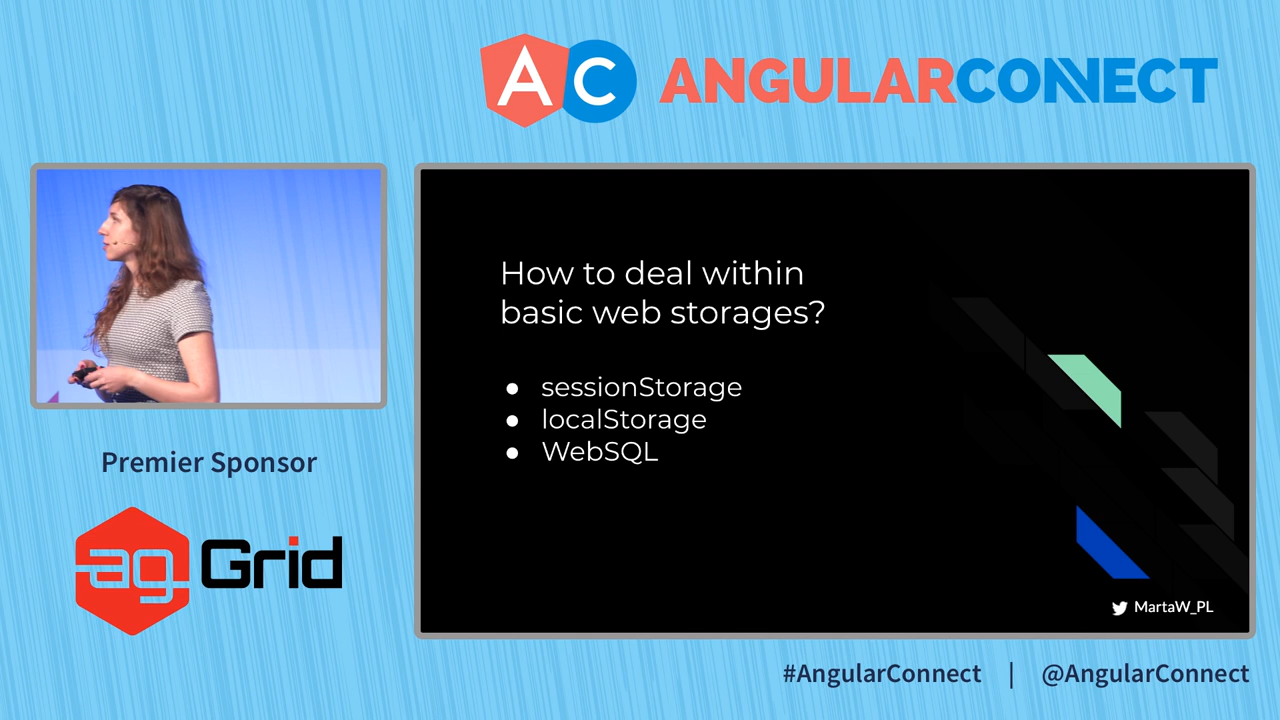 AC ANGULARCONNECT
How to deal within
basic web storages?
● sessionStorage
● localStorage
● WebSQL
MartaW_PL
Premier Sponsor
ag Grid
#AngularConnect | @AngularConnect